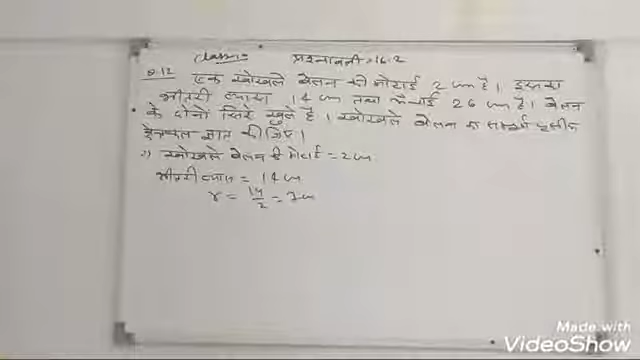 class:- प्रश्नावली:-16.2
Q.12 एक खोखले बेलन की मोटाई 2 cm है। इसका
भीतरी व्यास 14 cm तथा ऊँचाई 26 cm है। बेलन
के दोनों सिरे खुले है। खोखले बेलन का सम्पूर्ण पृष्ठीय
क्षेत्रफल ज्ञात कीजिए।
खोखले बेलन की मोटाई = 2 cm
भीतरी व्यास = 14 cm
r = 14/2 = 7 cm
Made with
VideoShow